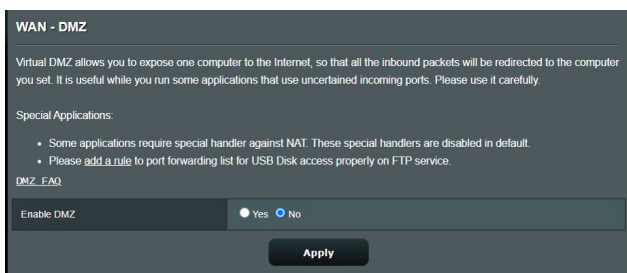 WAN - DMZ
Virtual DMZ allows you to expose one computer to the Internet, so that all the inbound packets will be redirected to the computer
you set. It is useful while you run some applications that use uncertained incoming ports. Please use it carefully.
Special Applications:
• Some applications require special handler against NAT. These special handlers are disabled in default.
• Please add a rule to port forwarding list for USB Disk access properly on FTP service.
DMZ FAQ
Enable DMZ Yes No
Apply